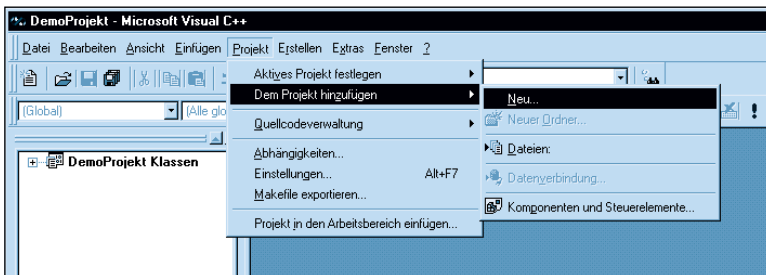 DemoProjekt - Microsoft Visual C++
Datei Bearbeiten Ansicht Einfügen Projekt Erstellen Extras Fenster ?
Aktives Projekt festlegen
Dem Projekt hinzufügen
Quellcodeverwaltung
Abhängigkeiten...
Einstellungen... Alt+F7
Makefile exportieren...
Projekt in den Arbeitsbereich einfügen...
Neu...
Neuer Ordner...
Dateien:
Datenverbindung...
Komponenten und Steuerelemente...
(Global) (Alle glo
DemoProjekt Klassen